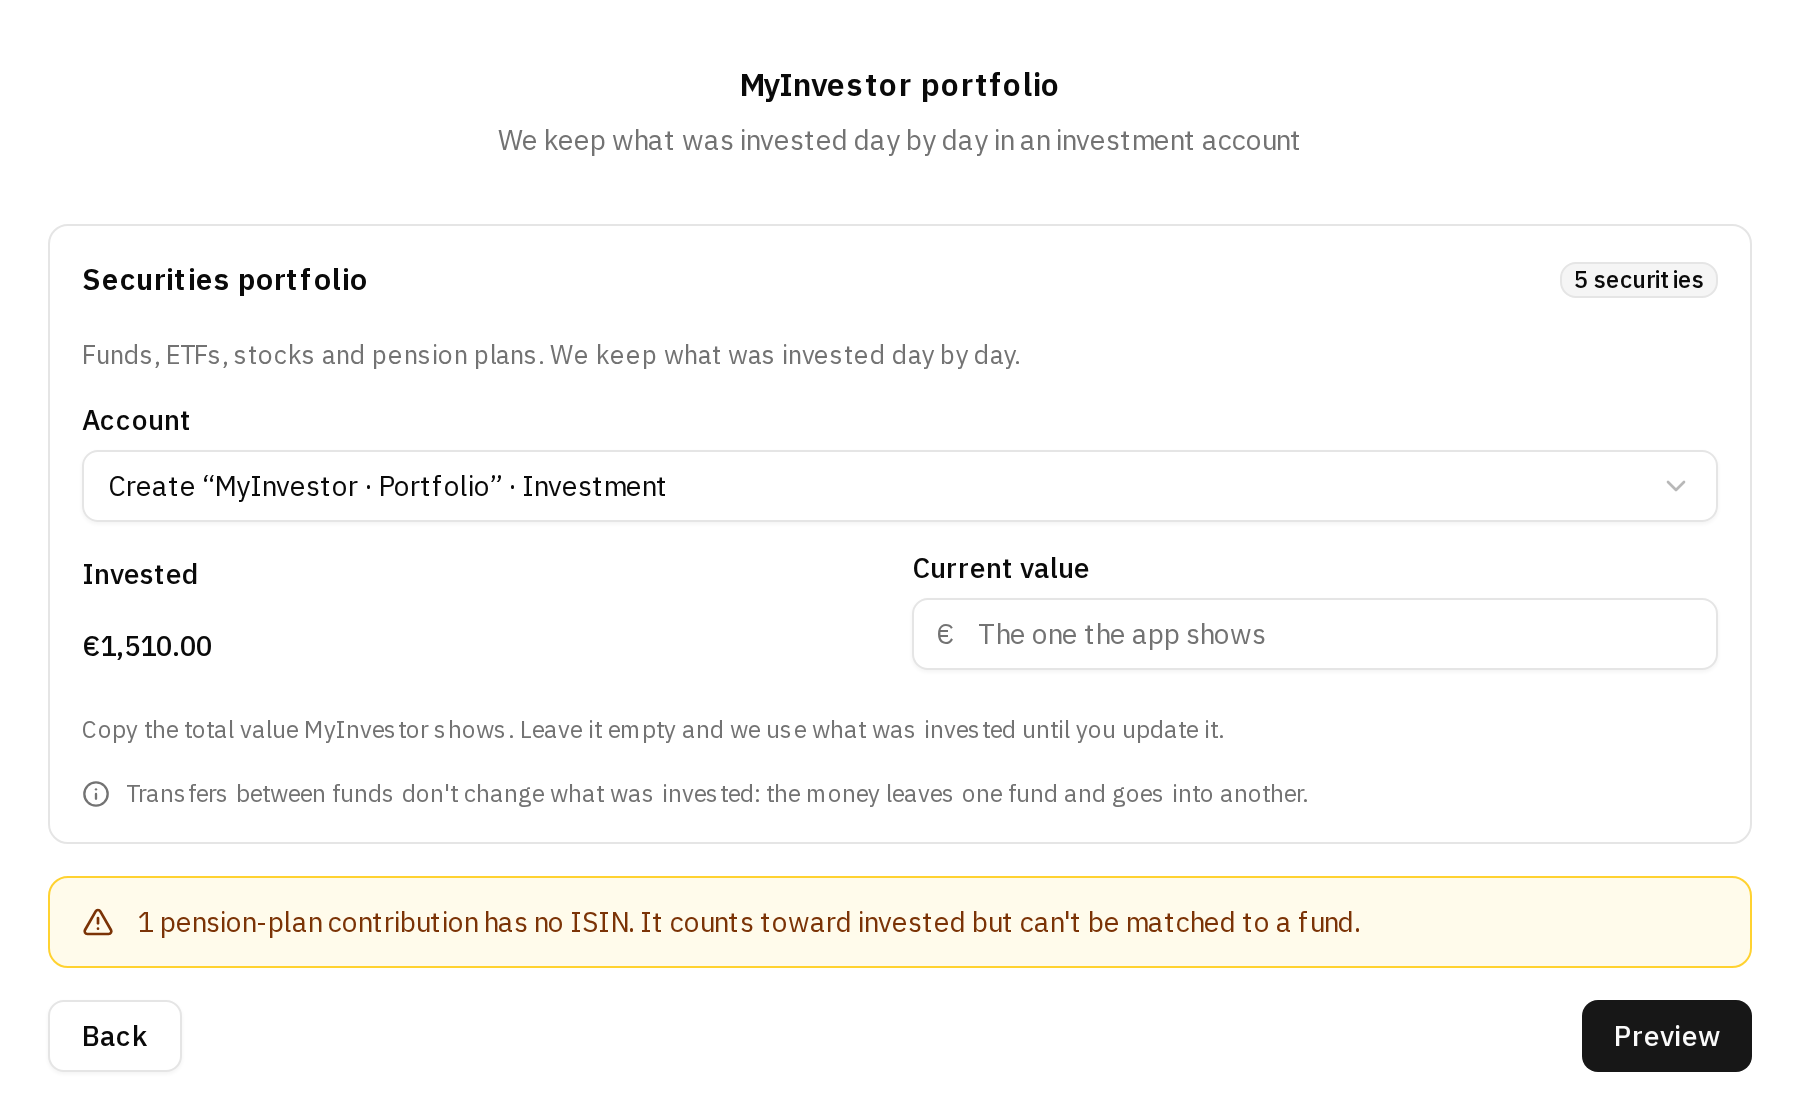 MyInvestor portfolio
We keep what was invested day by day in an investment account
Securities portfolio
5 securities
Funds, ETFs, stocks and pension plans. We keep what was invested day by day.
Account
Create “MyInvestor · Portfolio” · Investment
Invested
Current value
€1,510.00
€ The one the app shows
Copy the total value MyInvestor shows. Leave it empty and we use what was invested until you update it.
Transfers between funds don't change what was invested: the money leaves one fund and goes into another.
1 pension-plan contribution has no ISIN. It counts toward invested but can't be matched to a fund.
Back
Preview